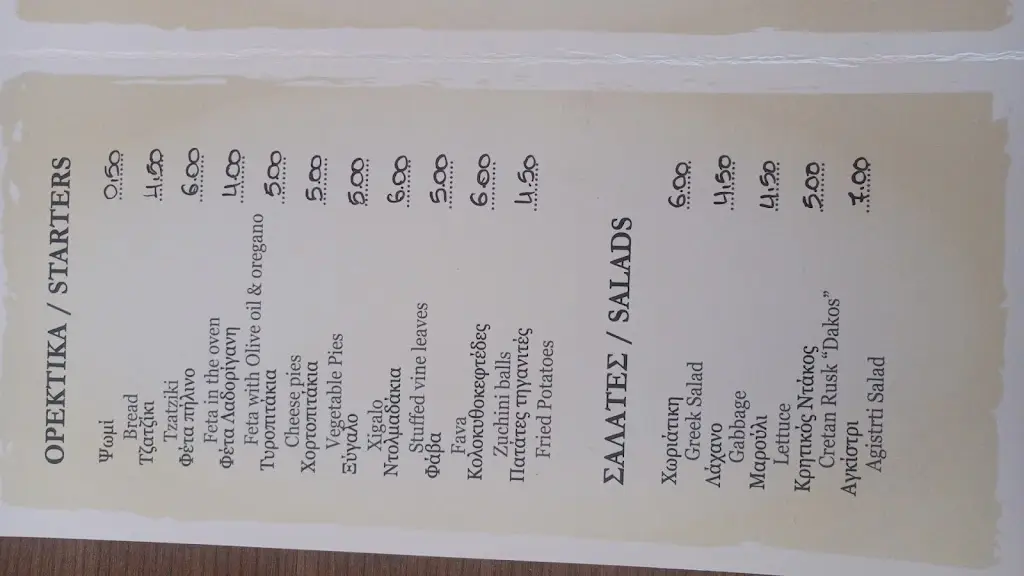 ΟΡΕΚΤΙΚΑ / STARTERS
Ψωμί 0.50
Bread
Τζατζίκι 4.50
Tzatziki
Φέτα πήλινο 6.00
Feta in the oven
Φέτα Λαδορίγανη 4.00
Feta with Olive oil & oregano
Τυροπιτάκια 5.00
Cheese pies
Χορτοπιτάκια 5.00
Vegetable Pies
Ξύγαλο 5.00
Xigalo
Ντολμαδάκια 6.00
Stuffed vine leaves
Φάβα 5.00
Fava
Κολοκυθοκεφτέδες 6.00
Zuchini balls
Πατάτες τηγανιτές 4.50
Fried Potatoes
ΣΑΛΑΤΕΣ / SALADS
Χωριάτικη 6.00
Greek Salad
Λάχανο 4.50
Gabbage
Μαρούλι 4.50
Lettuce
Κρητικός Ντάκος 5.00
Cretan Rusk “Dakos”
Αγκίστρι 7.00
Agistrti Salad